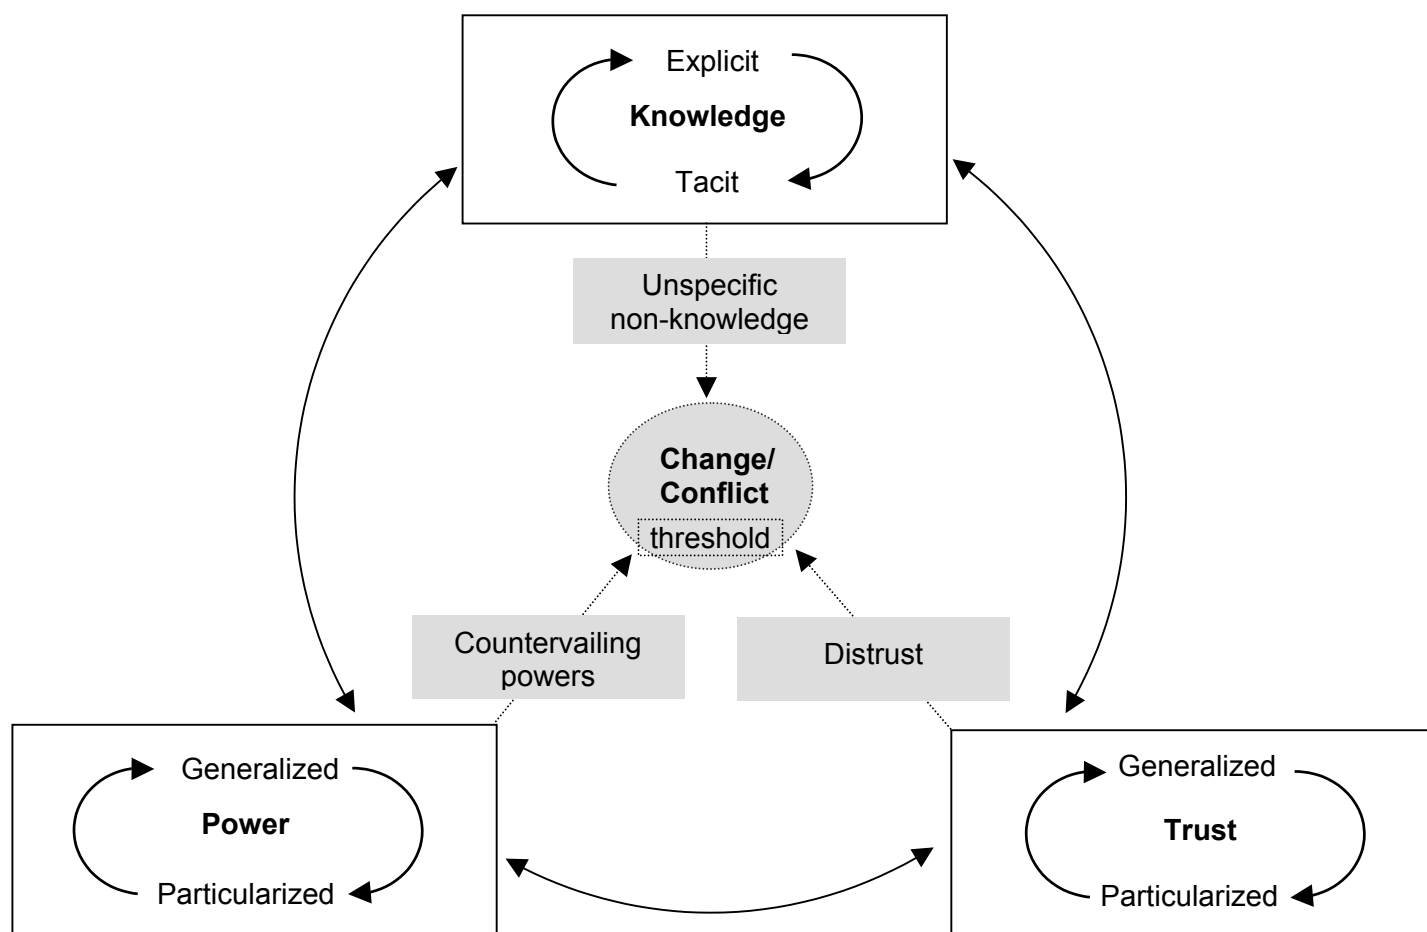 Explicit
Knowledge
Tacit
Unspecific
non-knowledge
Change/
Conflict
threshold
Countervailing
powers
Distrust
Generalized
Power
Particularized
Generalized
Trust
Particularized